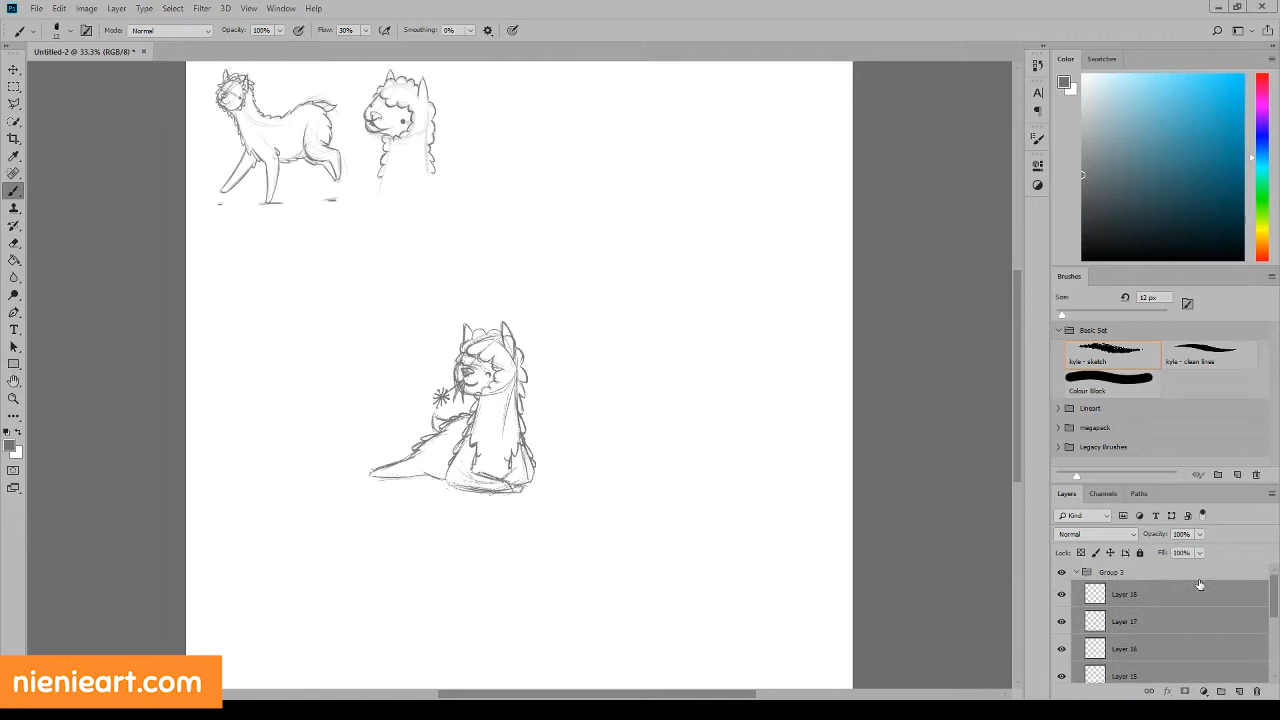 Ps File Edit Image Layer Type Select Filter 3D View Window Help
12 Mode: Normal Opacity: 100% Flow: 30% Smoothing: 0%
Untitled-2 @ 33.3% (RGB/8) * ×
Color Swatches
Brushes
Size: 12 px
Basic Set
kyle - sketch kyle - clean lines
Colour Block
Lineart
megapack
Legacy Brushes
Layers Channels Paths
Kind
Normal Opacity: 100%
Lock: Fill: 100%
Group 3
Layer 18
Layer 17
Layer 16
Layer 15
nienieart.com